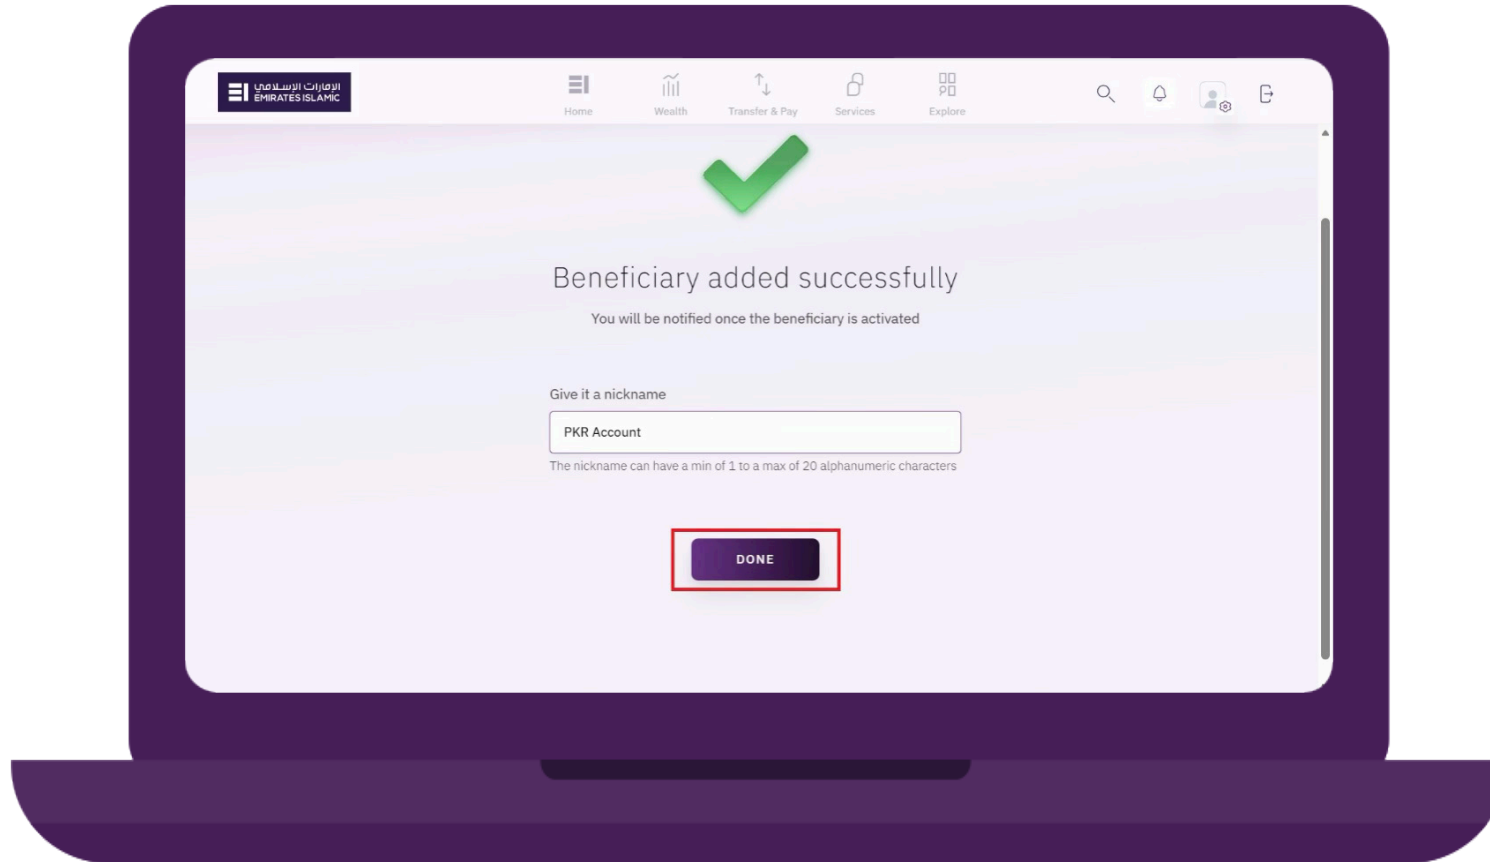 الإمارات الإسلامي
EMIRATES ISLAMIC
Home
Wealth
Transfer & Pay
Services
Explore
Beneficiary added successfully
You will be notified once the beneficiary is activated
Give it a nickname
PKR Account
The nickname can have a min of 1 to a max of 20 alphanumeric characters
DONE